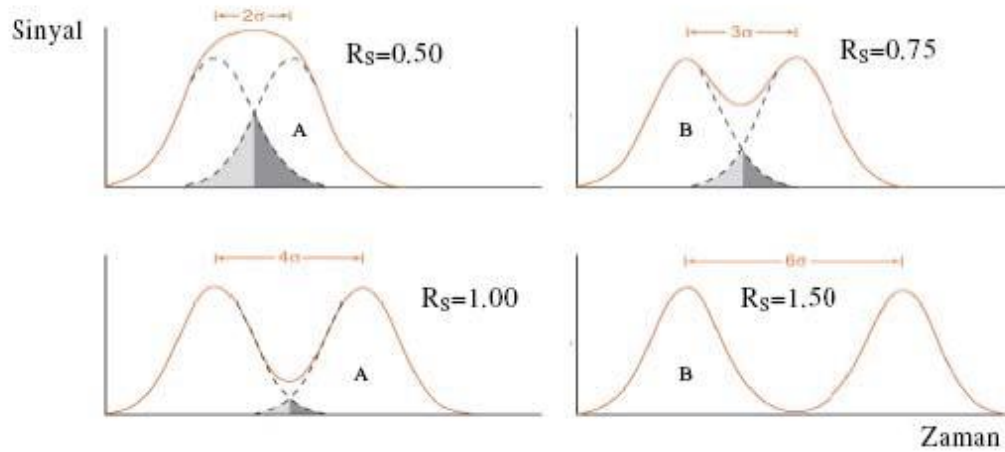 Sinyal
2σ
Rs=0.50
A
3σ
Rs=0.75
B
4σ
Rs=1.00
A
6σ
Rs=1.50
B
Zaman